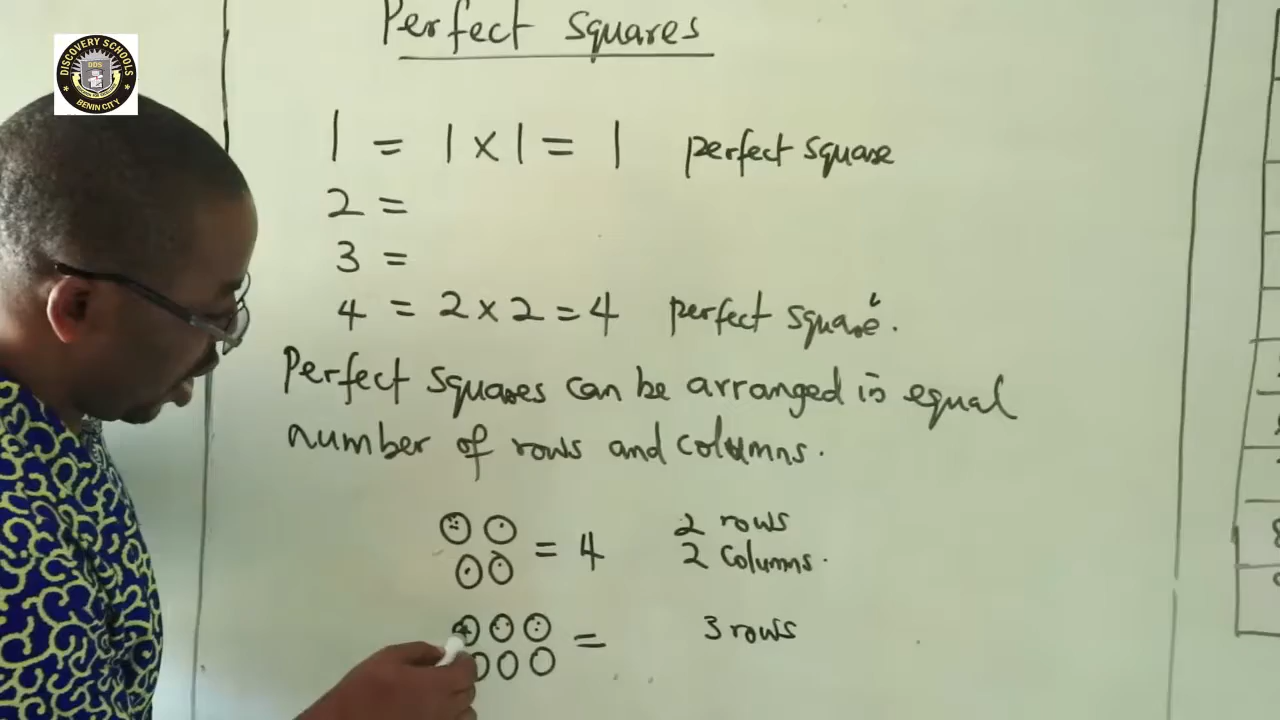 DISCOVERY SCHOOLS
DDS
BENIN CITY
Perfect squares
1 = 1 x 1 = 1 perfect square
2 =
3 =
4 = 2 x 2 = 4 perfect square.
Perfect squares can be arranged in equal
number of rows and columns.
= 4 2 rows
2 columns.
= 3 rows